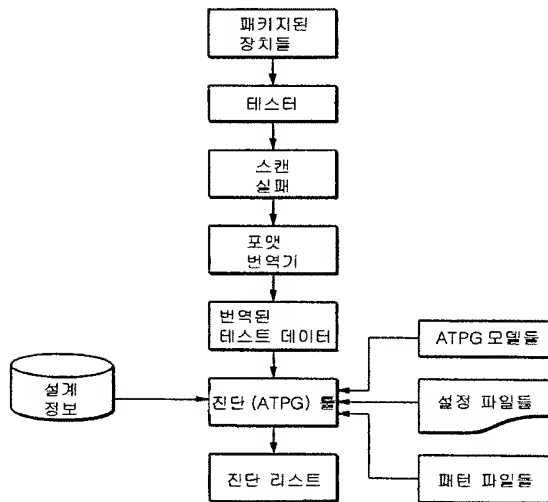 패키지된
장치들
테스터
스캔
실패
포맷
번역기
번역된
테스트 데이터
ATPG 모델들
설계
정보
진단 (ATPG) 툴
설정 파일들
진단 리스트
패턴 파일들